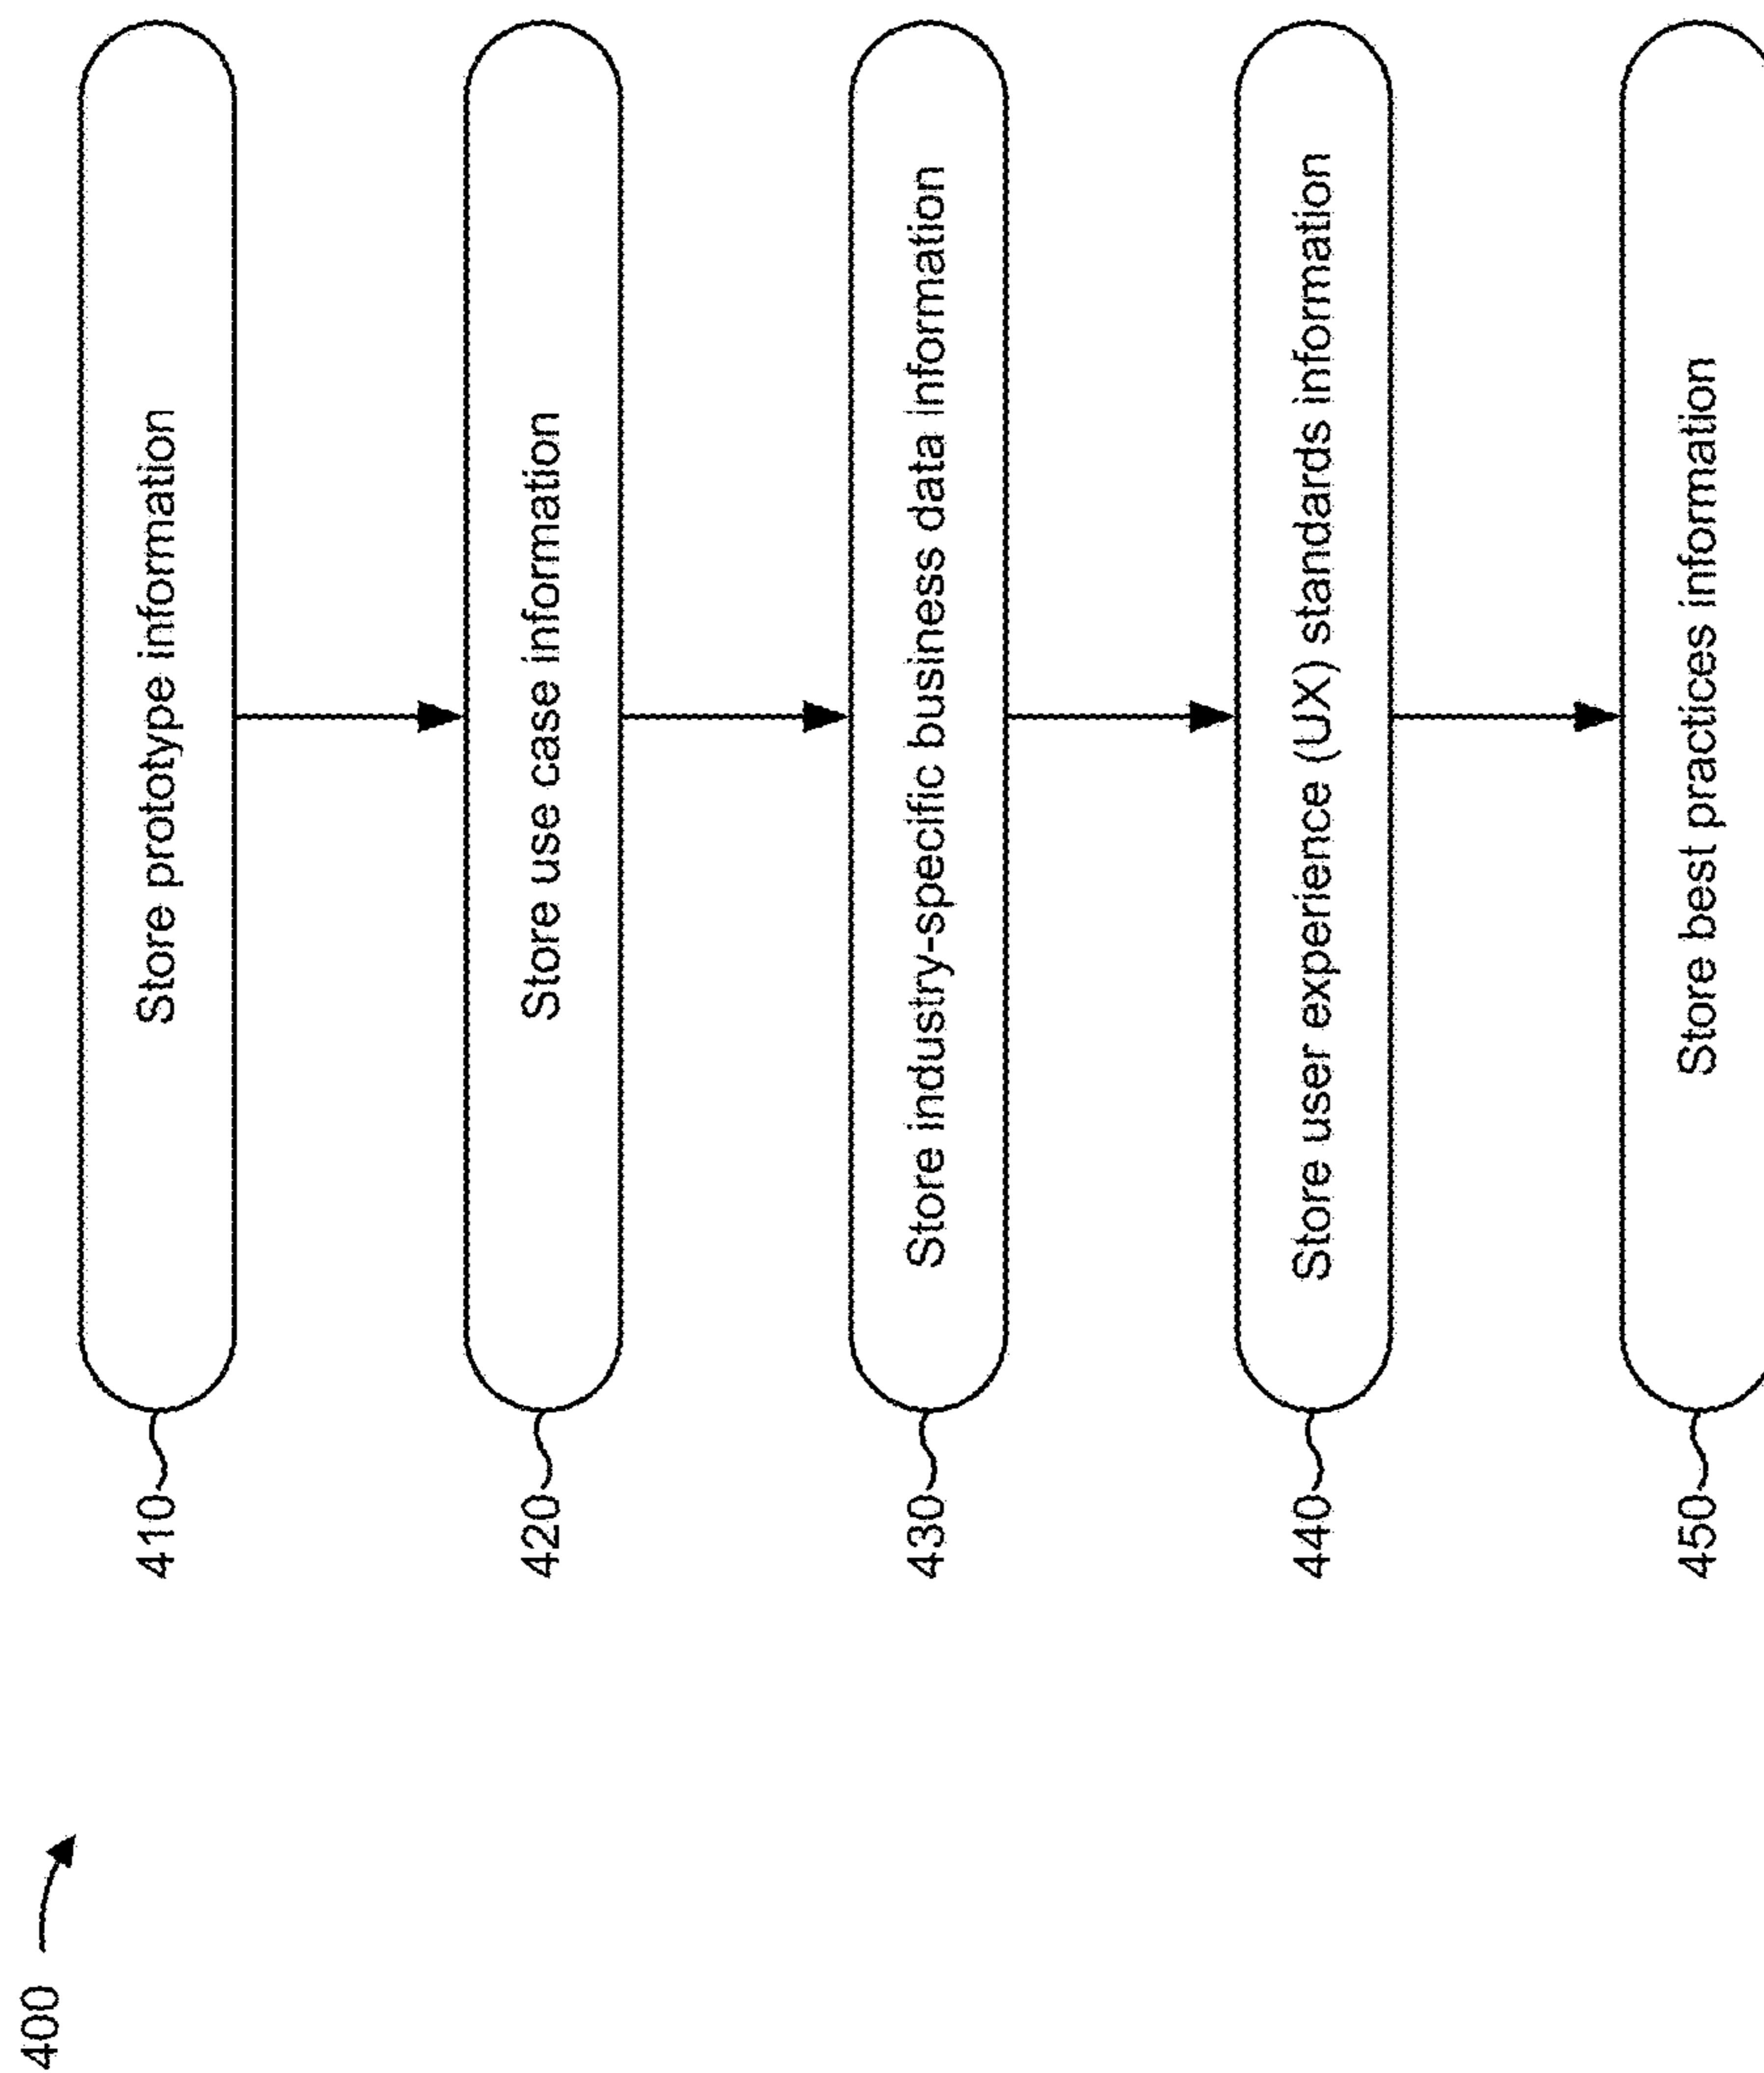 400
410
Store prototype information
420
Store use case information
430
Store industry-specific business data information
440
Store user experience (UX) standards information
450
Store best practices information